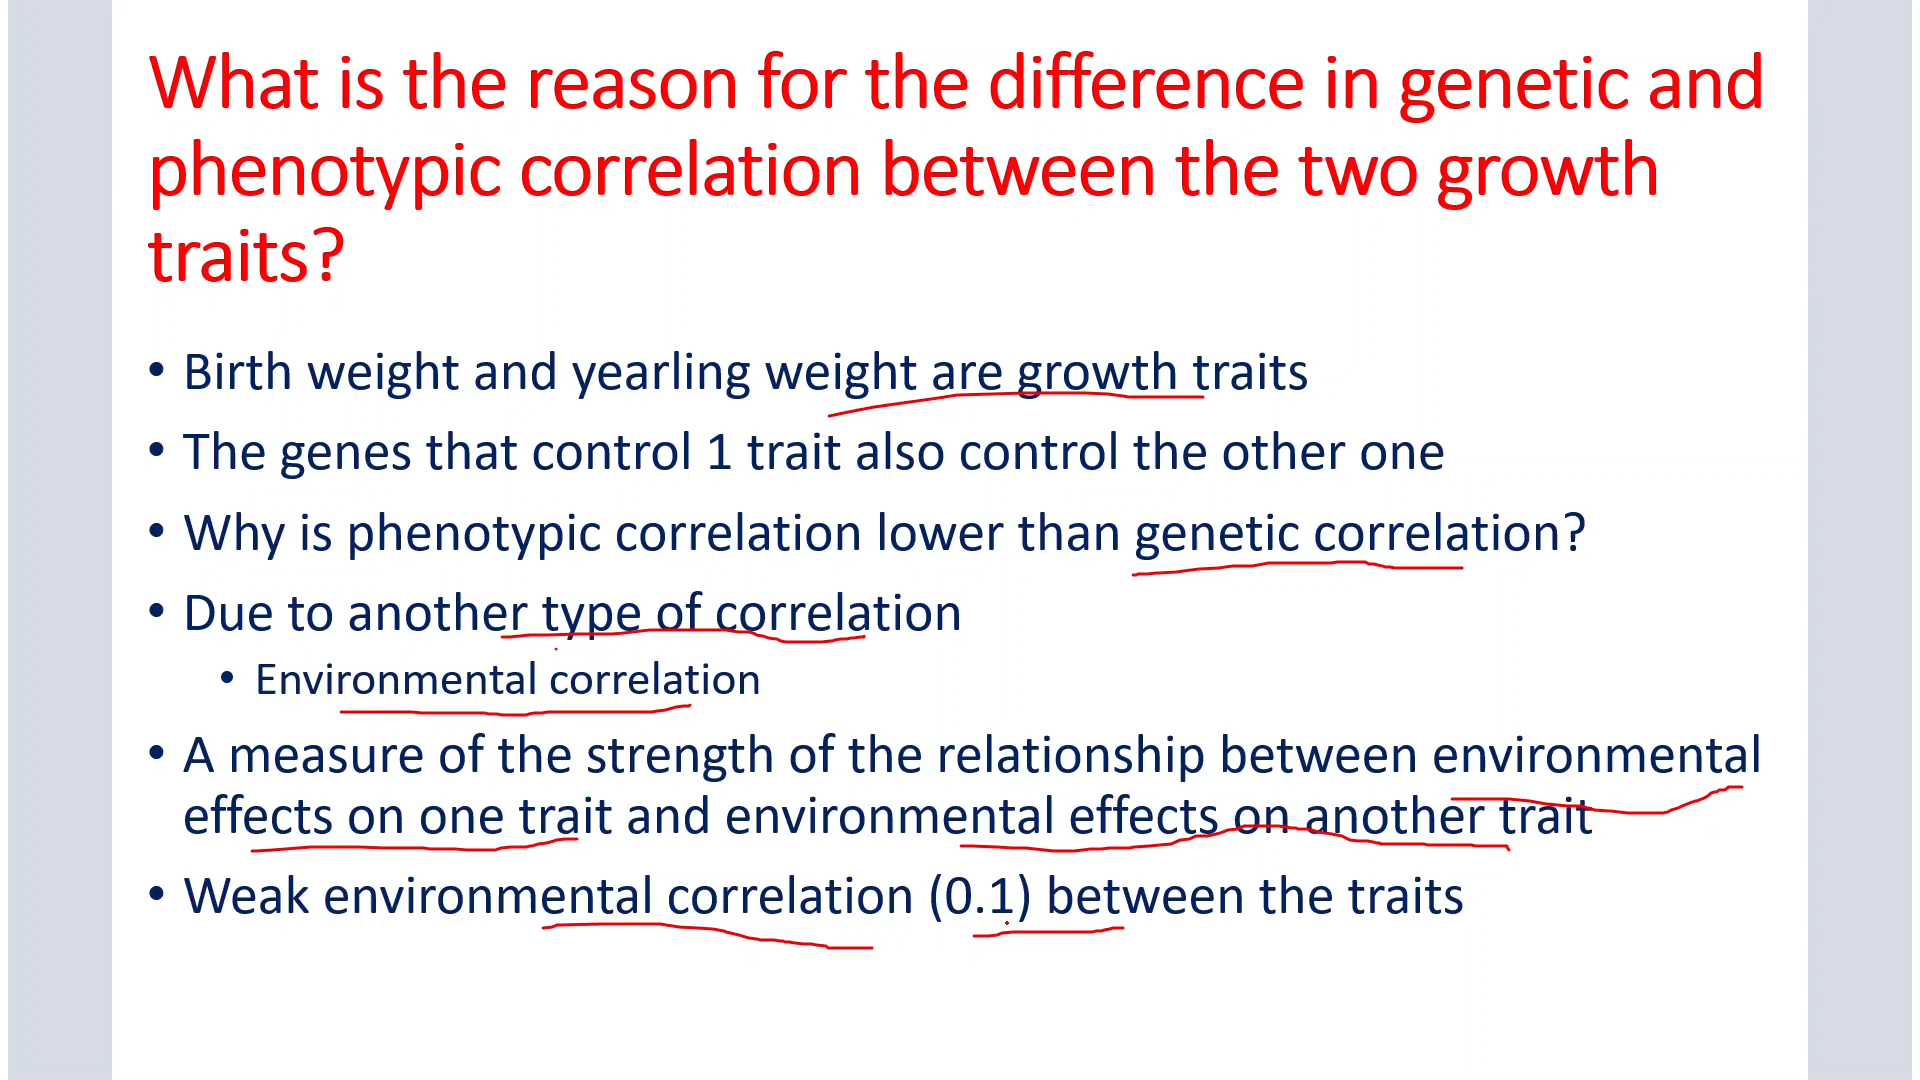 What is the reason for the difference in genetic and
phenotypic correlation between the two growth
traits?
• Birth weight and yearling weight are growth traits
• The genes that control 1 trait also control the other one
• Why is phenotypic correlation lower than genetic correlation?
• Due to another type of correlation
• Environmental correlation
• A measure of the strength of the relationship between environmental
effects on one trait and environmental effects on another trait
• Weak environmental correlation (0.1) between the traits